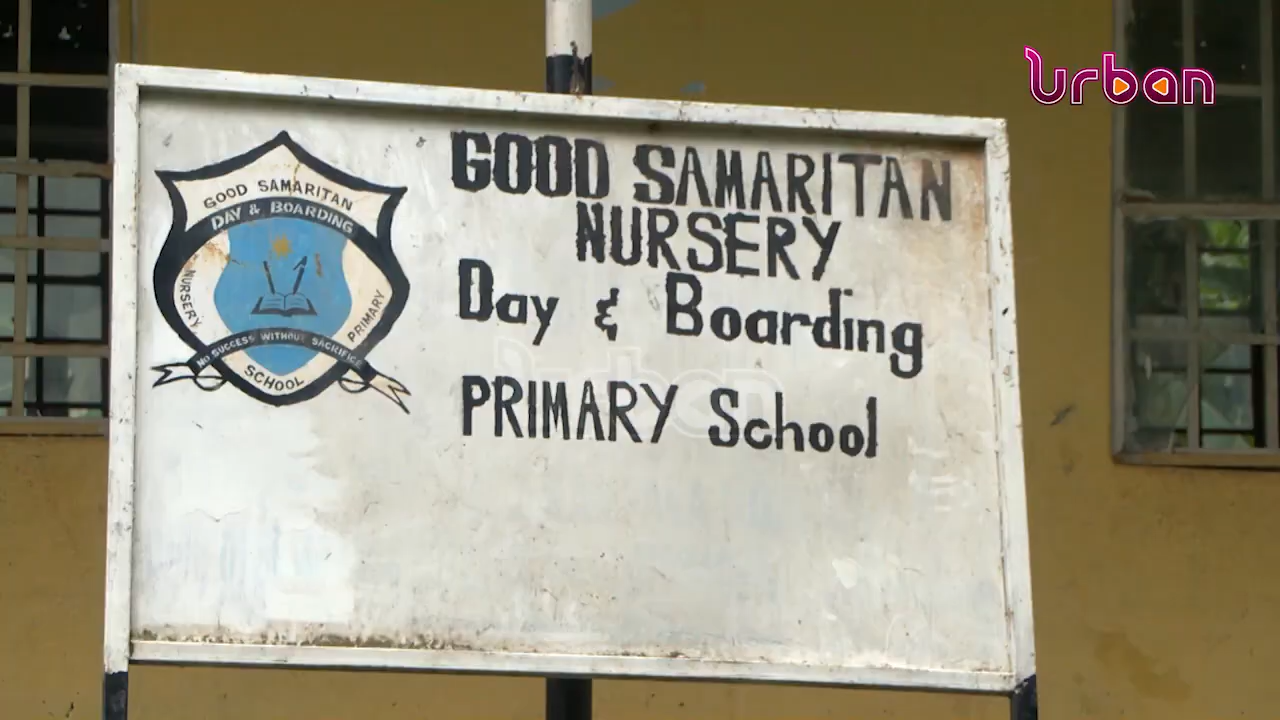 GOOD SAMARITAN
NURSERY
Day & Boarding
PRIMARY School
GOOD SAMARITAN
DAY & BOARDING
NURSERY
PRIMARY
NO SUCCESS WITHOUT SACRIFICE
SCHOOL
Urban
Urban